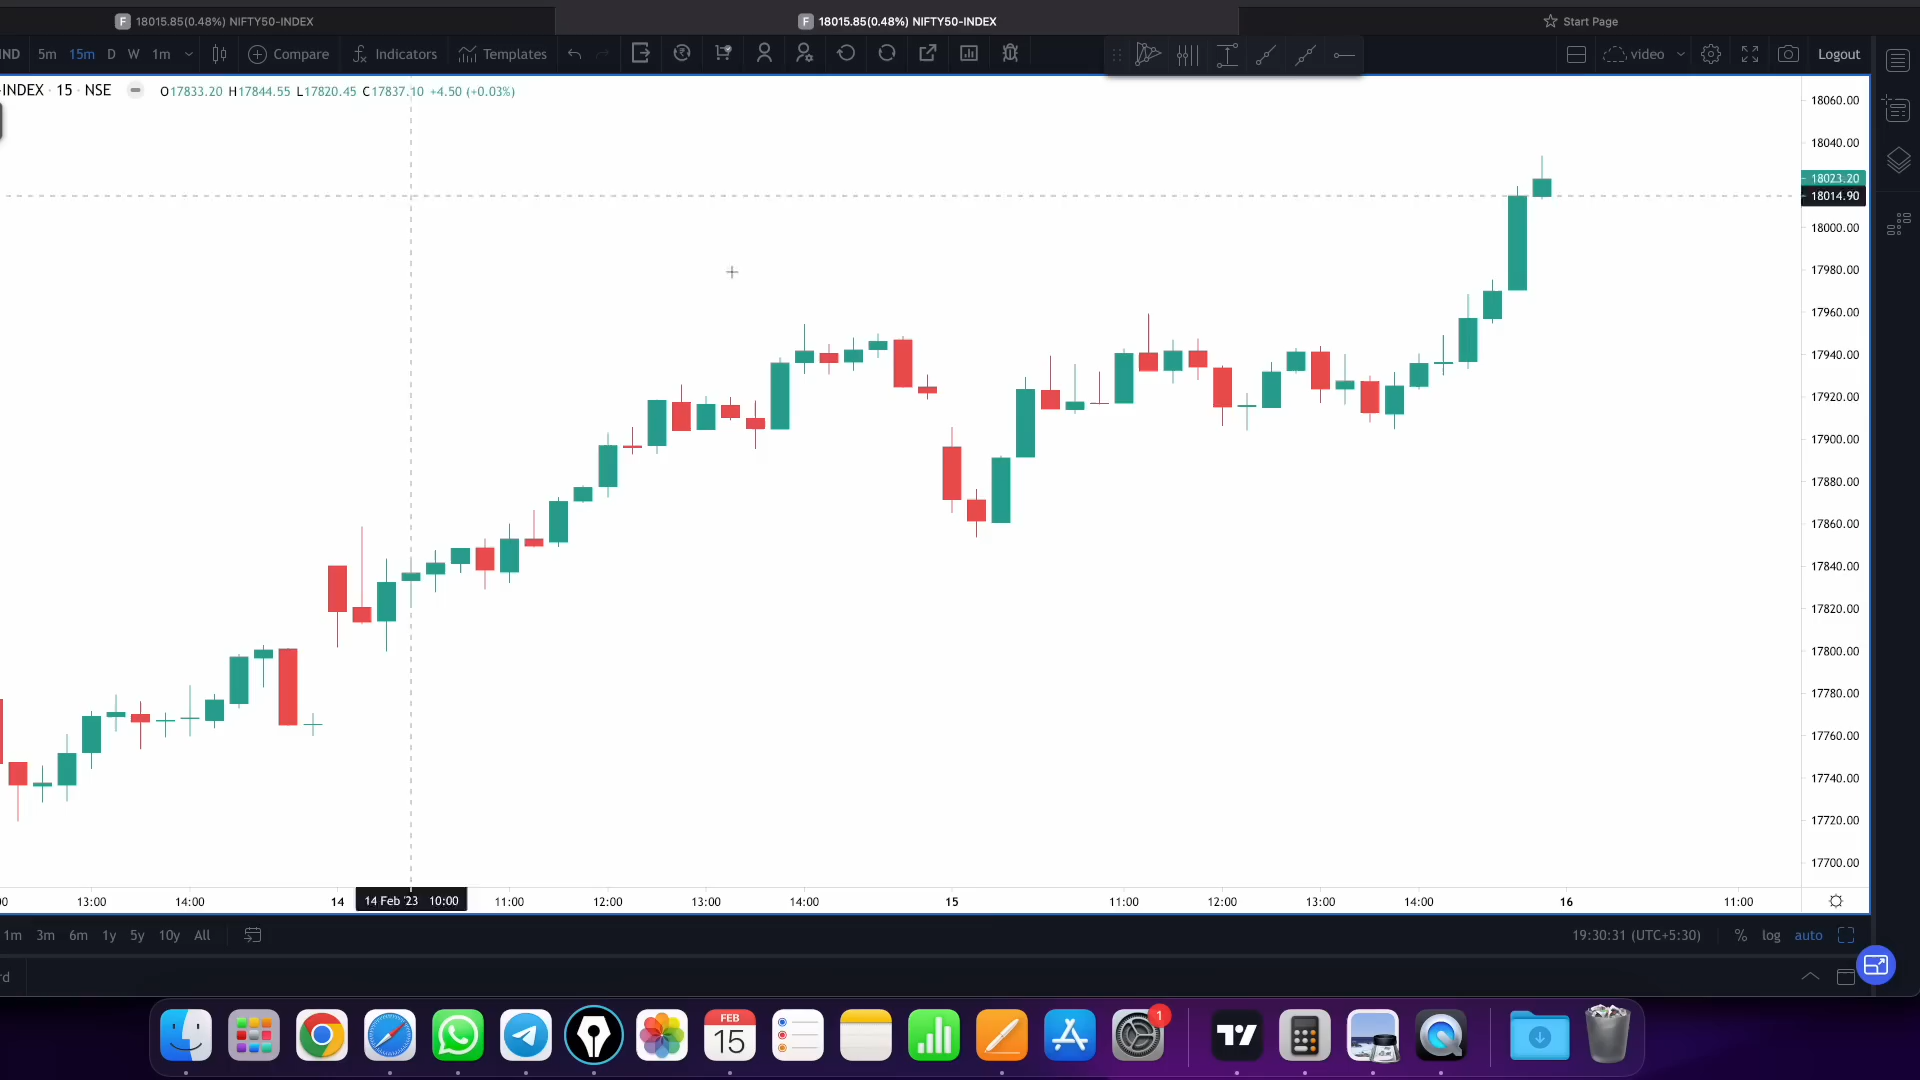 18015.85(0.48%) NIFTY50-INDEX
18015.85(0.48%) NIFTY50-INDEX
Start Page
IND 5m 15m D W 1m Compare Indicators Templates video Logout
-INDEX · 15 · NSE O17833.20 H17844.55 L17820.45 C17837.10 +4.50 (+0.03%)
18060.00
18040.00
18023.20
18014.90
18000.00
17980.00
17960.00
17940.00
17920.00
17900.00
17880.00
17860.00
17840.00
17820.00
17800.00
17780.00
17760.00
17740.00
17720.00
17700.00
00 13:00 14:00 14 14 Feb '23 10:00 11:00 12:00 13:00 14:00 15 11:00 12:00 13:00 14:00 16 11:00
1m 3m 6m 1y 5y 10y All 19:30:31 (UTC+5:30) % log auto
rd
FEB
15
1